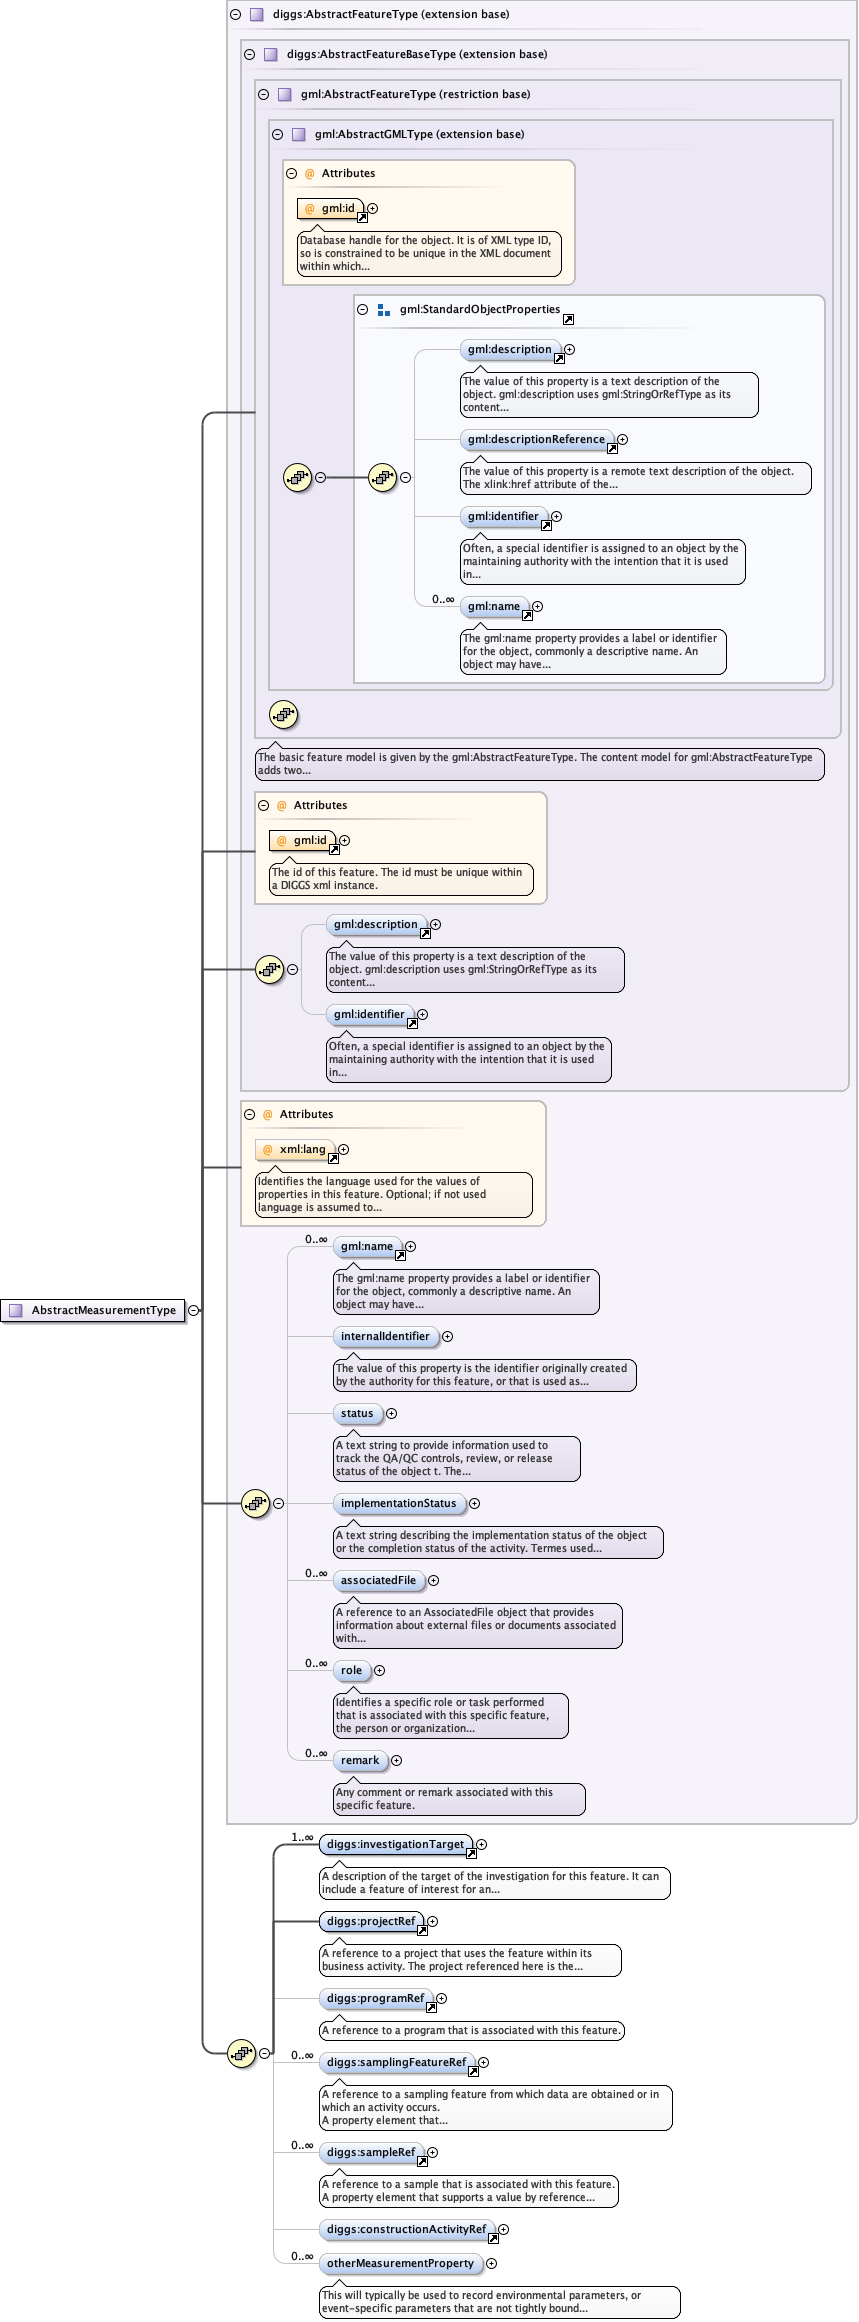 diggs:AbstractFeatureType (extension base)
diggs:AbstractFeatureBaseType (extension base)
gml:AbstractFeatureType (restriction base)
gml:AbstractGMLType (extension base)
@ Attributes
@ gml:id
Database handle for the object. It is of XML type ID,
so is constrained to be unique in the XML document
within which...
gml:StandardObjectProperties
gml:description
The value of this property is a text description of the
object. gml:description uses gml:StringOrRefType as its
content...
gml:descriptionReference
The value of this property is a remote text description of the object.
The xlink:href attribute of the...
gml:identifier
Often, a special identifier is assigned to an object by the
maintaining authority with the intention that it is used
in...
0..∞
gml:name
The gml:name property provides a label or identifier
for the object, commonly a descriptive name. An
object may have...
The basic feature model is given by the gml:AbstractFeatureType. The content model for gml:AbstractFeatureType
adds two...
@ Attributes
@ gml:id
The id of this feature. The id must be unique within
a DIGGS xml instance.
gml:description
The value of this property is a text description of the
object. gml:description uses gml:StringOrRefType as its
content...
gml:identifier
Often, a special identifier is assigned to an object by the
maintaining authority with the intention that it is used
in...
@ Attributes
@ xml:lang
Identifies the language used for the values of
properties in this feature. Optional; if not used
language is assumed to...
0..∞
gml:name
The gml:name property provides a label or identifier
for the object, commonly a descriptive name. An
object may have...
AbstractMeasurementType
internalIdentifier
The value of this property is the identifier originally created
by the authority for this feature, or that is used as...
status
A text string to provide information used to
track the QA/QC controls, review, or release
status of the object t. The...
implementationStatus
A text string describing the implementation status of the object
or the completion status of the activity. Termes used...
0..∞
associatedFile
A reference to an AssociatedFile object that provides
information about external files or documents associated
with...
0..∞
role
Identifies a specific role or task performed
that is associated with this specific feature,
the person or organization...
0..∞
remark
Any comment or remark associated with this
specific feature.
1..∞
diggs:investigationTarget
A description of the target of the investigation for this feature. It can
include a feature of interest for an...
diggs:projectRef
A reference to a project that uses the feature within its
business activity. The project referenced here is the...
diggs:programRef
A reference to a program that is associated with this feature.
0..∞
diggs:samplingFeatureRef
A reference to a sampling feature from which data are obtained or in
which an activity occurs.
A property element that...
0..∞
diggs:sampleRef
A reference to a sample that is associated with this feature.
A property element that supports a value by reference...
diggs:constructionActivityRef
0..∞
otherMeasurementProperty
This will typically be used to record environmental parameters, or
event-specific parameters that are not tightly bound...